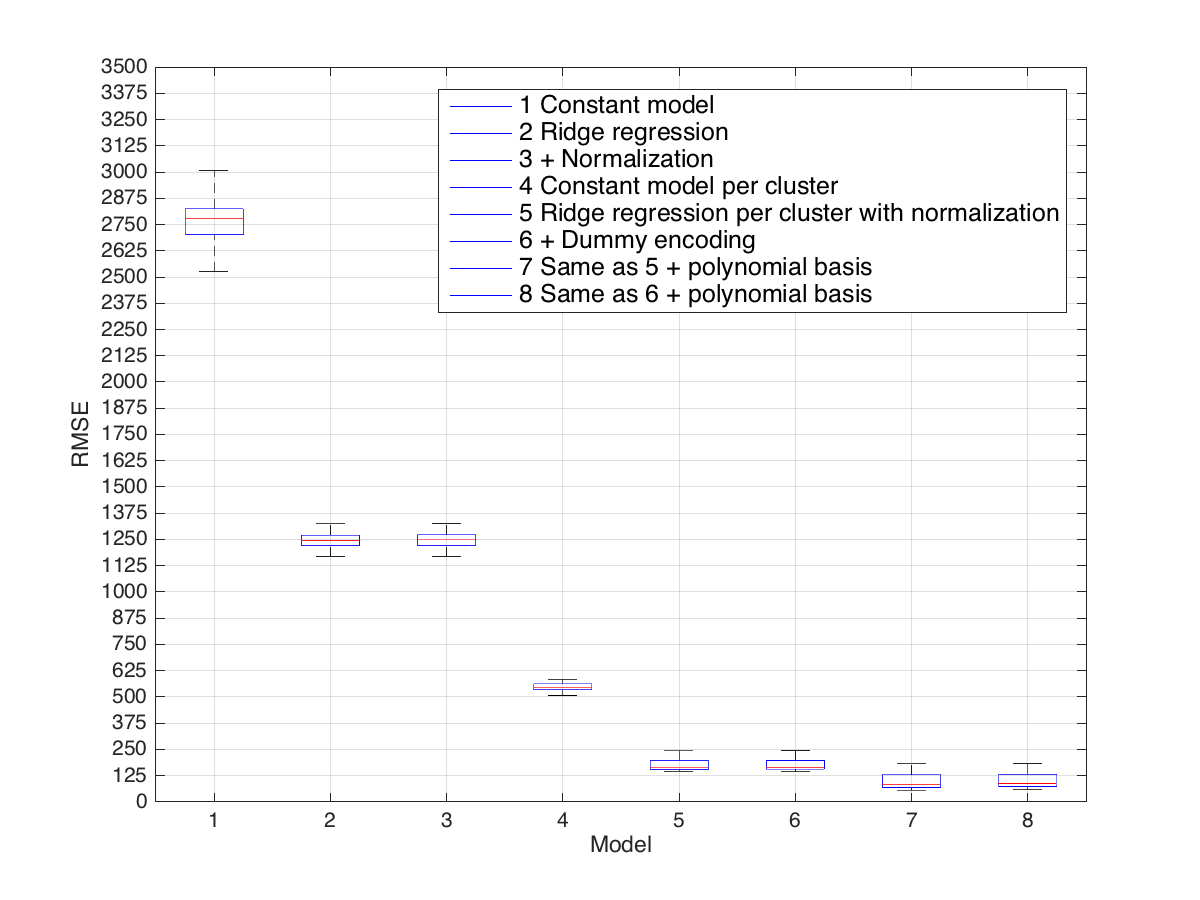 3500
3375
3250
3125
3000
2875
2750
2625
2500
2375
2250
2125
2000
1875
1750
1625
1500
1375
1250
1125
1000
875
750
625
500
375
250
125
0
RMSE
1 Constant model
2 Ridge regression
3 + Normalization
4 Constant model per cluster
5 Ridge regression per cluster with normalization
6 + Dummy encoding
7 Same as 5 + polynomial basis
8 Same as 6 + polynomial basis
1 2 3 4 5 6 7 8
Model